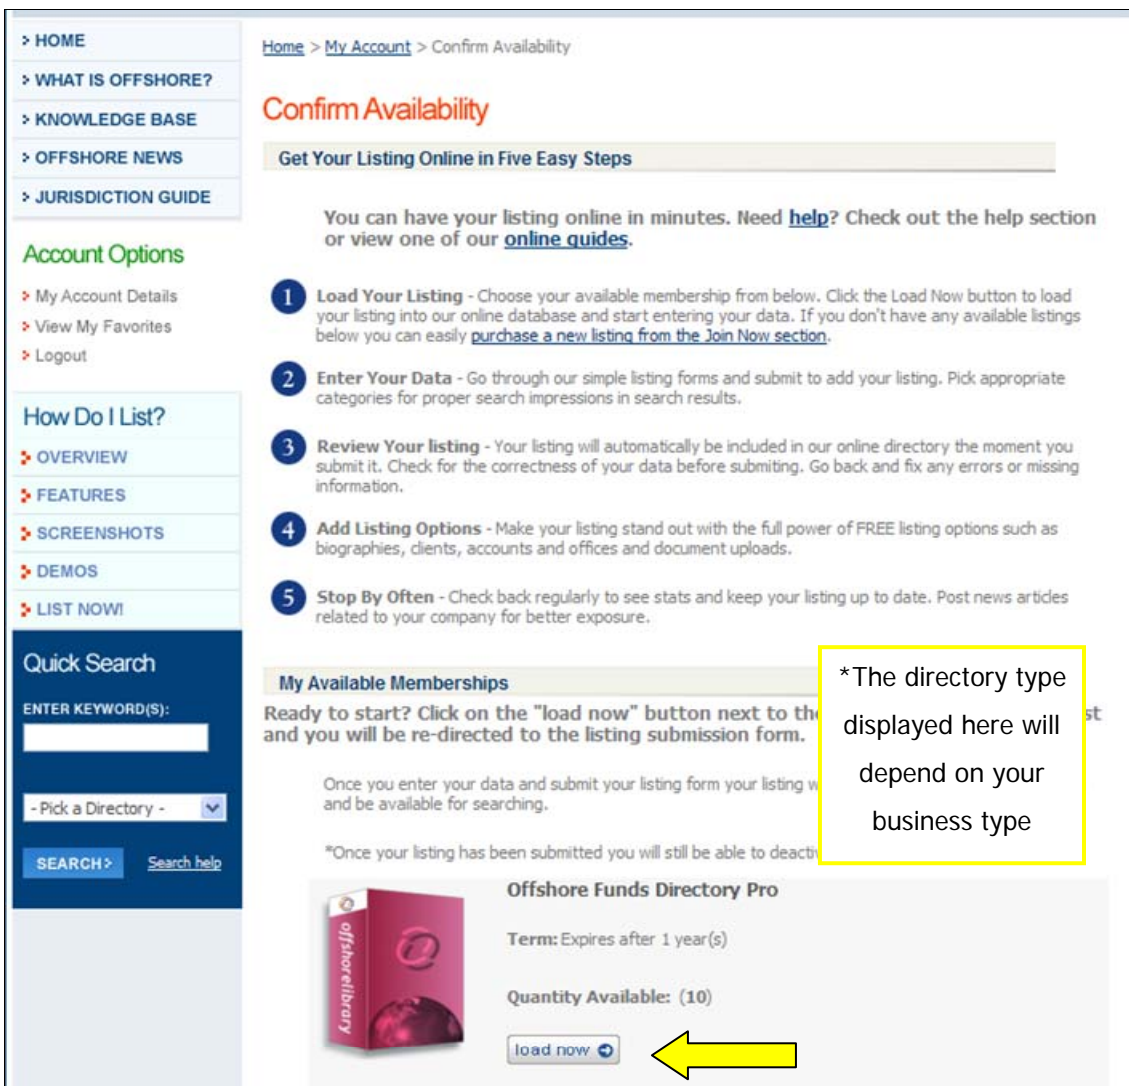 > HOME
> WHAT IS OFFSHORE?
> KNOWLEDGE BASE
> OFFSHORE NEWS
> JURISDICTION GUIDE
Account Options
My Account Details
View My Favorites
Logout
How Do I List?
OVERVIEW
FEATURES
SCREENSHOTS
DEMOS
LIST NOW!
Quick Search
ENTER KEYWORD(S):
- Pick a Directory -
SEARCH> Search help
Home > My Account > Confirm Availability
Confirm Availability
Get Your Listing Online in Five Easy Steps
You can have your listing online in minutes. Need help? Check out the help section
or view one of our online guides.
1 Load Your Listing - Choose your available membership from below. Click the Load Now button to load
your listing into our online database and start entering your data. If you don't have any available listings
below you can easily purchase a new listing from the Join Now section.
2 Enter Your Data - Go through our simple listing forms and submit to add your listing. Pick appropriate
categories for proper search impressions in search results.
3 Review Your listing - Your listing will automatically be included in our online directory the moment you
submit it. Check for the correctness of your data before submiting. Go back and fix any errors or missing
information.
4 Add Listing Options - Make your listing stand out with the full power of FREE listing options such as
biographies, clients, accounts and offices and document uploads.
5 Stop By Often - Check back regularly to see stats and keep your listing up to date. Post news articles
related to your company for better exposure.
My Available Memberships
Ready to start? Click on the "load now" button next to the st
and you will be re-directed to the listing submission form.
Once you enter your data and submit your listing form your listing w
and be available for searching.
*Once your listing has been submitted you will still be able to deactiv
*The directory type
displayed here will
depend on your
business type
offshorelibrary
Offshore Funds Directory Pro
Term: Expires after 1 year(s)
Quantity Available: (10)
load now